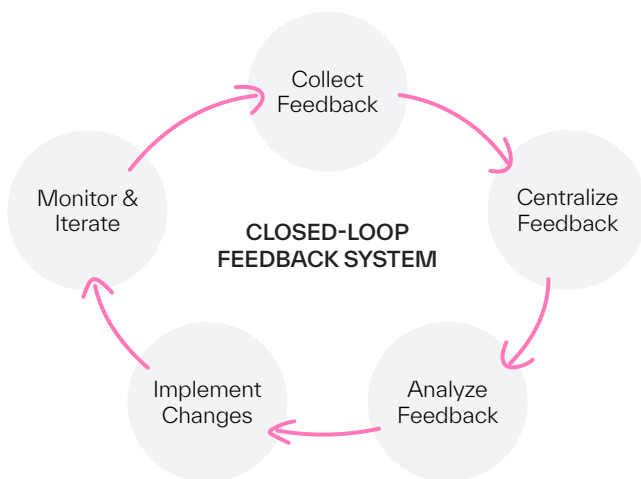 Collect
Feedback
Centralize
Feedback
Analyze
Feedback
Implement
Changes
Monitor &
Iterate
CLOSED-LOOP
FEEDBACK SYSTEM